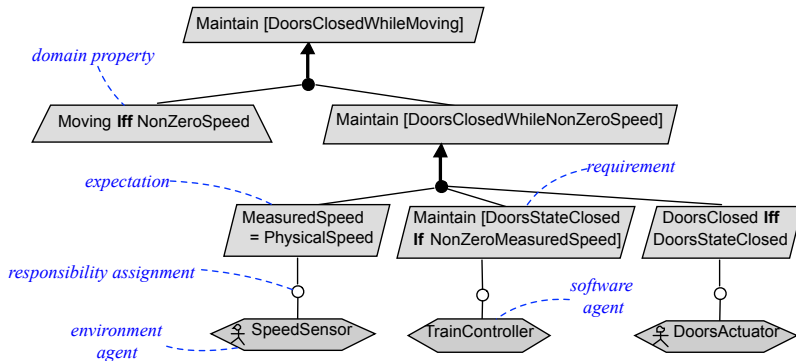 Maintain [DoorsClosedWhileMoving]
domain property
Moving Iff NonZeroSpeed
Maintain [DoorsClosedWhileNonZeroSpeed]
expectation
requirement
MeasuredSpeed
= PhysicalSpeed
Maintain [DoorsStateClosed
If NonZeroMeasuredSpeed]
DoorsClosed Iff
DoorsStateClosed
responsibility assignment
software
agent
environment
agent
SpeedSensor
TrainController
DoorsActuator